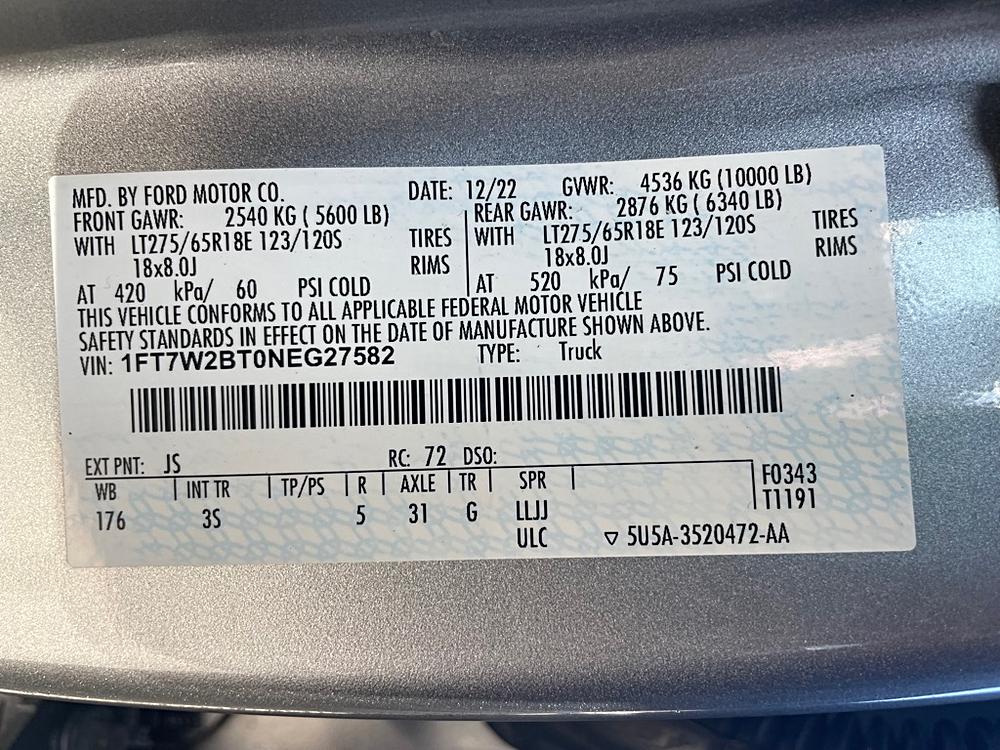 MFD. BY FORD MOTOR CO. DATE: 12/22 GVWR: 4536 KG (10000 LB)
FRONT GAWR: 2540 KG ( 5600 LB) REAR GAWR: 2876 KG ( 6340 LB)
WITH LT275/65R18E 123/120S TIRES WITH LT275/65R18E 123/120S TIRES
18x8.0J RIMS 18x8.0J RIMS
AT 420 kPa/ 60 PSI COLD AT 520 kPa/ 75 PSI COLD
THIS VEHICLE CONFORMS TO ALL APPLICABLE FEDERAL MOTOR VEHICLE
SAFETY STANDARDS IN EFFECT ON THE DATE OF MANUFACTURE SHOWN ABOVE.
VIN: 1FT7W2BT0NEG27582 TYPE: Truck
EXT PNT: JS RC: 72 DSO:
WB INT TR TP/PS R AXLE TR SPR F0343
176 3S 5 31 G LLJJ T1191
ULC ▽ 5U5A-3520472-AA